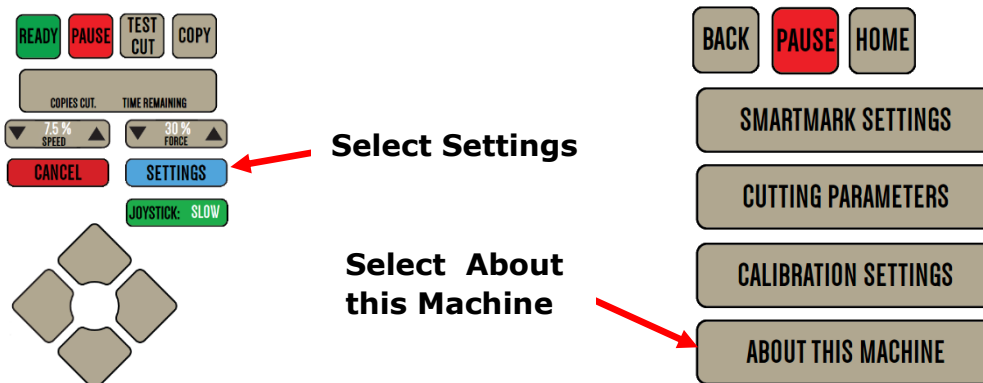 READY PAUSE TEST CUT COPY
COPIES CUT. TIME REMAINING
7.5 % SPEED 30 % FORCE
CANCEL SETTINGS
JOYSTICK: SLOW
Select Settings
Select About
this Machine
BACK PAUSE HOME
SMARTMARK SETTINGS
CUTTING PARAMETERS
CALIBRATION SETTINGS
ABOUT THIS MACHINE